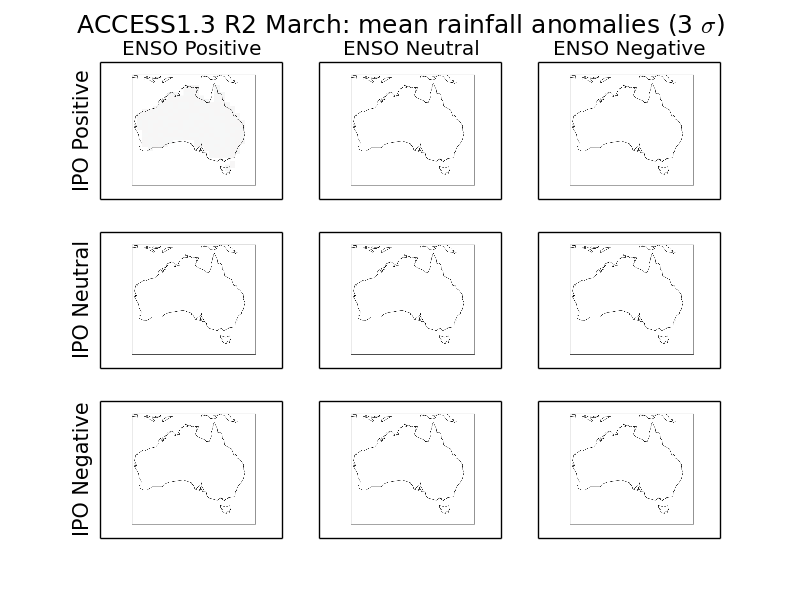 ACCESS1.3 R2 March: mean rainfall anomalies (3 σ)
ENSO Positive ENSO Neutral ENSO Negative
IPO Positive
IPO Neutral
IPO Negative